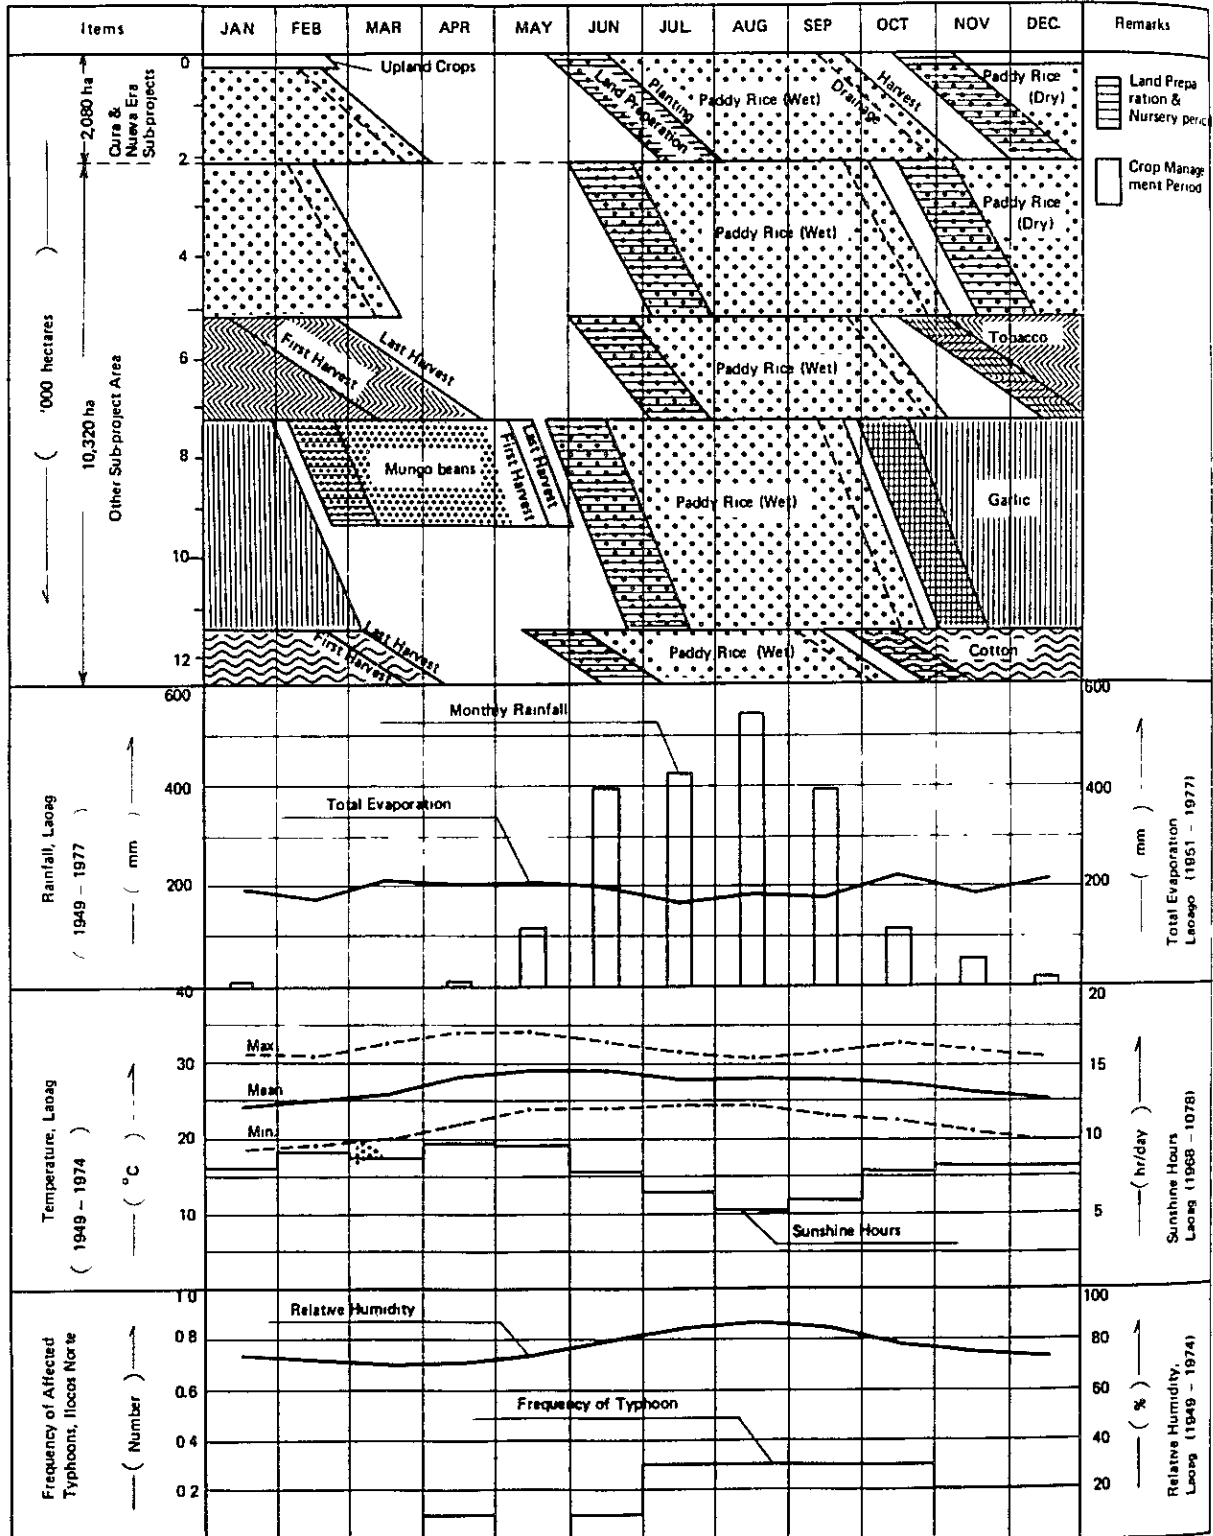 Items JAN FEB MAR APR MAY JUN JUL. AUG SEP OCT NOV DEC. Remarks
( '000 hectares )
2,080 ha
Cura &
Nueva Era
Sub-projects
10,320 ha
Other Sub-project Area
0
2
4
6
8
10
12
Upland Crops
Land Preparation
Planting
Paddy Rice (Wet)
Drainage
Harvest
Paddy Rice
(Dry)
Land Prepa
ration &
Nursery period
Crop Manage
ment Period
Paddy Rice (Wet)
Paddy Rice
(Dry)
First Harvest
Last Harvest
Paddy Rice (Wet)
Tobacco
Mungo beans
First Harvest
Last Harvest
Paddy Rice (Wet)
Garlic
First Harvest
Last Harvest
Paddy Rice (Wet)
Cotton
Rainfall, Laoag
( 1949 - 1977 )
( mm )
600
400
200
Monthly Rainfall
Total Evaporation
600
400
200
( mm )
Total Evaporation
Laoago (1951 - 1977)
Temperature, Laoag
( 1949 - 1974 )
( °C )
40
30
20
10
Max
Mean
Min.
Sunshine Hours
20
15
10
5
(hr/day)
Sunshine Hours
Laoag (1968 - 1078)
Frequency of Affected
Typhoons, Ilocos Norte
( Number )
1 0
0 8
0.6
0 4
0 2
Relative Humidity
Frequency of Typhoon
100
80
60
40
20
( % )
Relative Humidity,
Laoag (1949 - 1974)